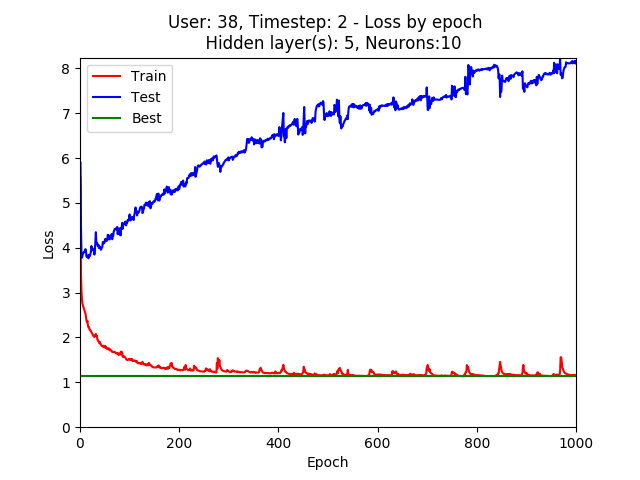 User: 38, Timestep: 2 - Loss by epoch
Hidden layer(s): 5, Neurons:10
Train
Test
Best
8
7
6
5
4
3
2
1
0
Loss
0 200 400 600 800 1000
Epoch